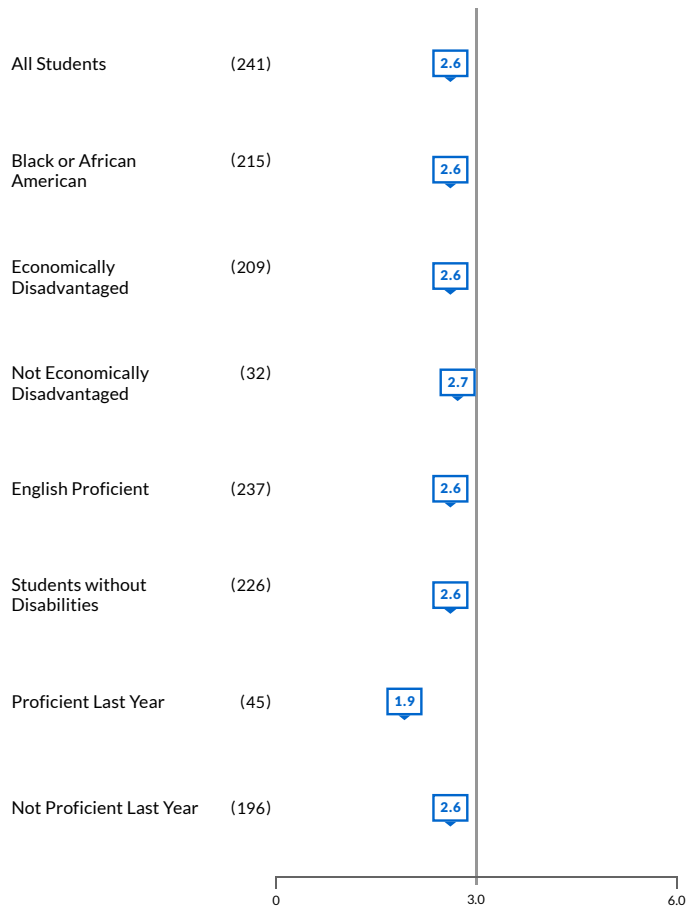 All Students (241) 2.6
Black or African (215) 2.6
American
Economically (209) 2.6
Disadvantaged
Not Economically (32) 2.7
Disadvantaged
English Proficient (237) 2.6
Students without (226) 2.6
Disabilities
Proficient Last Year (45) 1.9
Not Proficient Last Year (196) 2.6
0 3.0 6.0